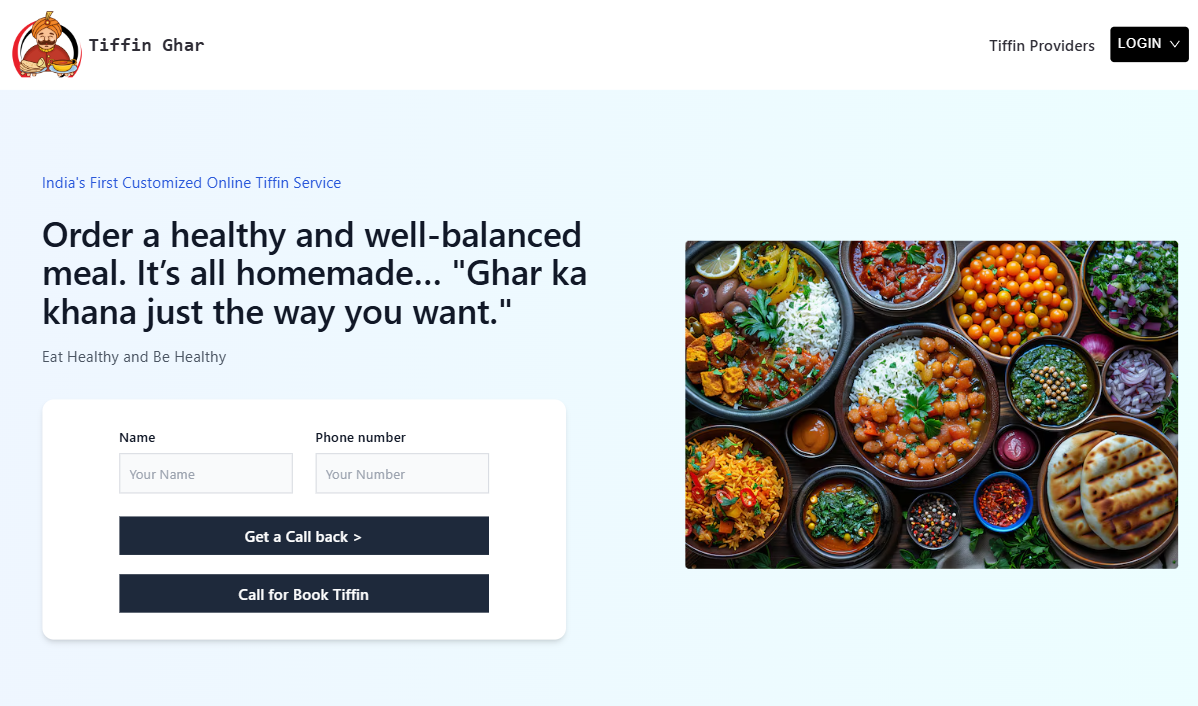 Tiffin Ghar
Tiffin Providers
LOGIN
India's First Customized Online Tiffin Service
Order a healthy and well-balanced
meal. It’s all homemade... "Ghar ka
khana just the way you want."
Eat Healthy and Be Healthy
Name
Phone number
Your Name
Your Number
Get a Call back >
Call for Book Tiffin